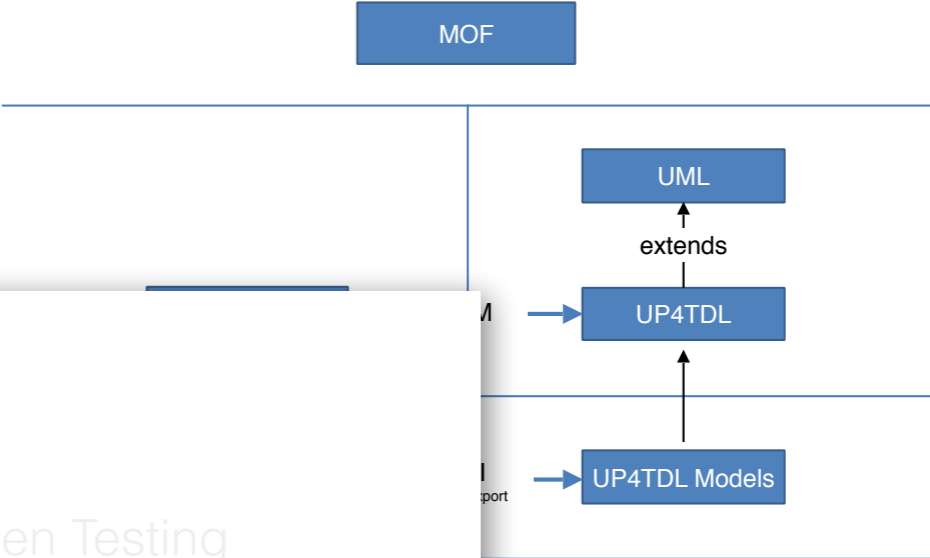 MOF
UML
extends
UP4TDL
UP4TDL Models
en Testing